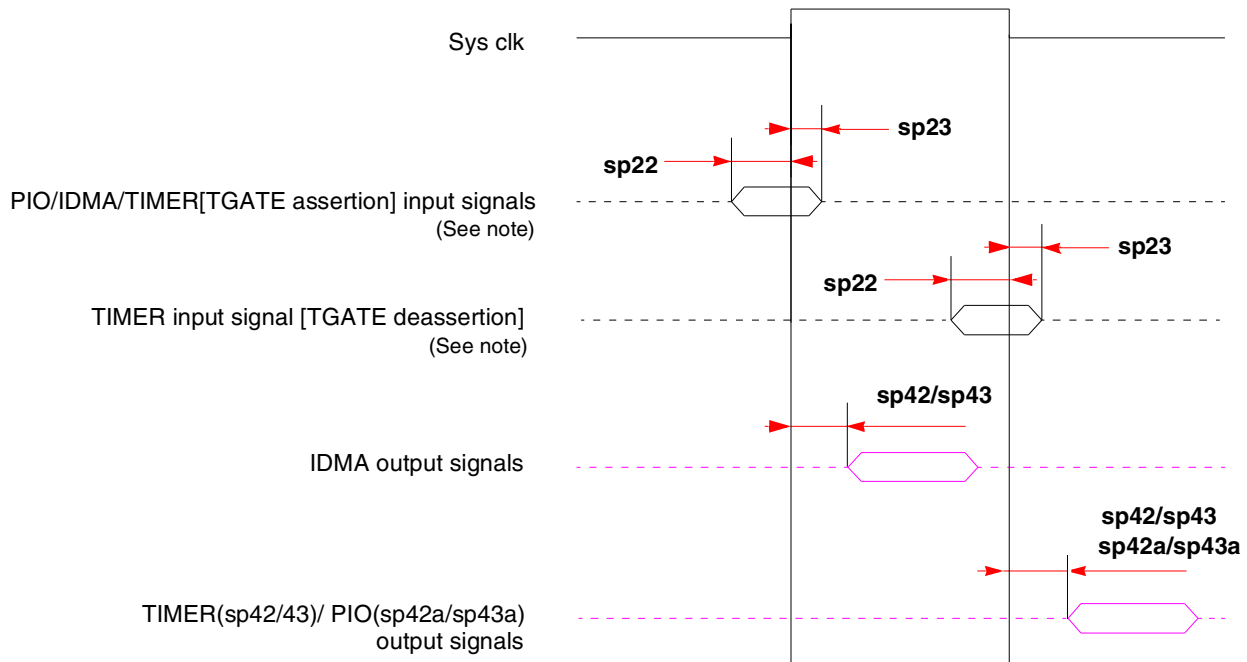 Sys clk
sp23
sp22
PIO/IDMA/TIMER[TGATE assertion] input signals
(See note)
sp23
sp22
TIMER input signal [TGATE deassertion]
(See note)
sp42/sp43
IDMA output signals
sp42/sp43
sp42a/sp43a
TIMER(sp42/43)/ PIO(sp42a/sp43a)
output signals